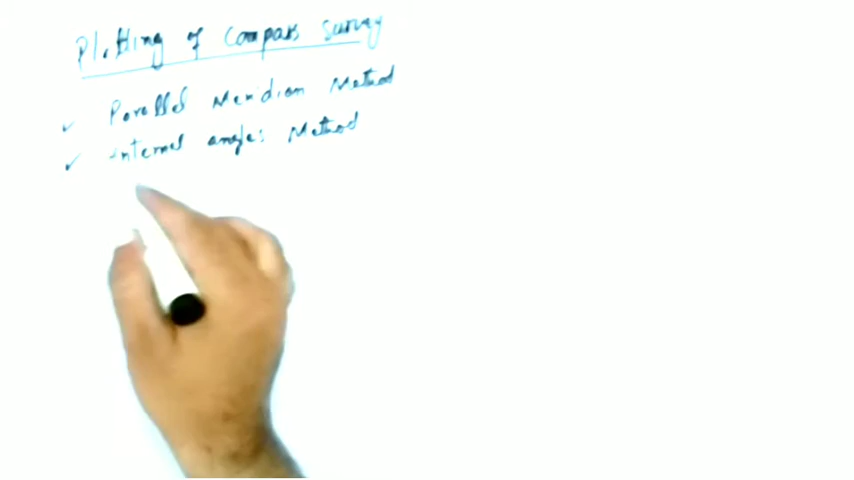 Plotting of Compass Survey
Parallel Meridian Method
internal angles Method